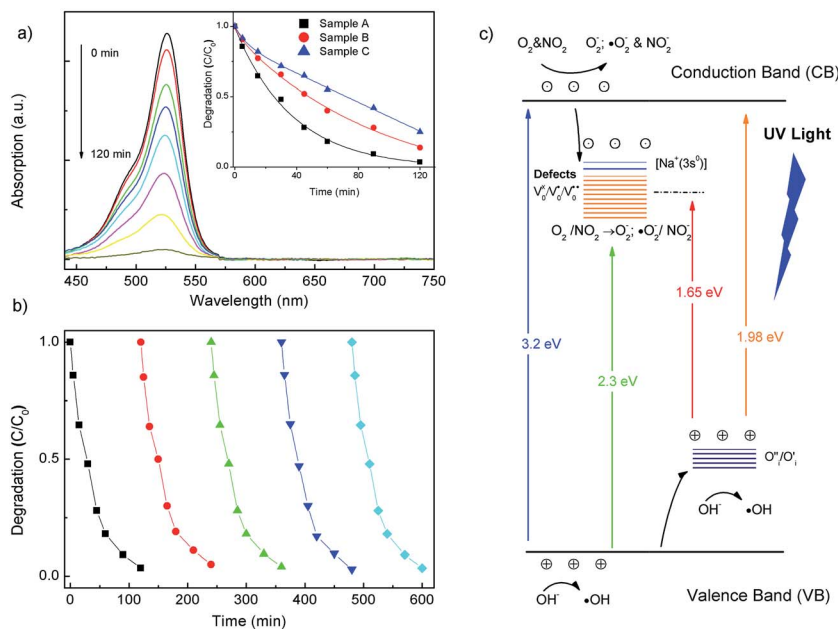 a)
0 min
120 min
Absorption (a.u.)
440 500 550 600 650 700 750
Wavelength (nm)
Degradation (C/C₀)
1.0
0.5
0.0
0 40 80 120
Time (min)
Sample A
Sample B
Sample C
b)
Degradation (C/C₀)
1.0
0.5
0.0
0 100 200 300 400 500 600
Time (min)
c)
O₂&NO₂ O₂⁻; •O₂⁻ & NO₂⁻
Conduction Band (CB)
UV Light
[Na⁺(3s⁰)]
Defects
V₀ˣ/V₀•/V₀••
O₂ /NO₂ →O₂⁻; •O₂⁻/ NO₂⁻
1.65 eV
1.98 eV
3.2 eV
2.3 eV
O''ᵢ/O'ᵢ
OH⁻ •OH
OH⁻ •OH
Valence Band (VB)